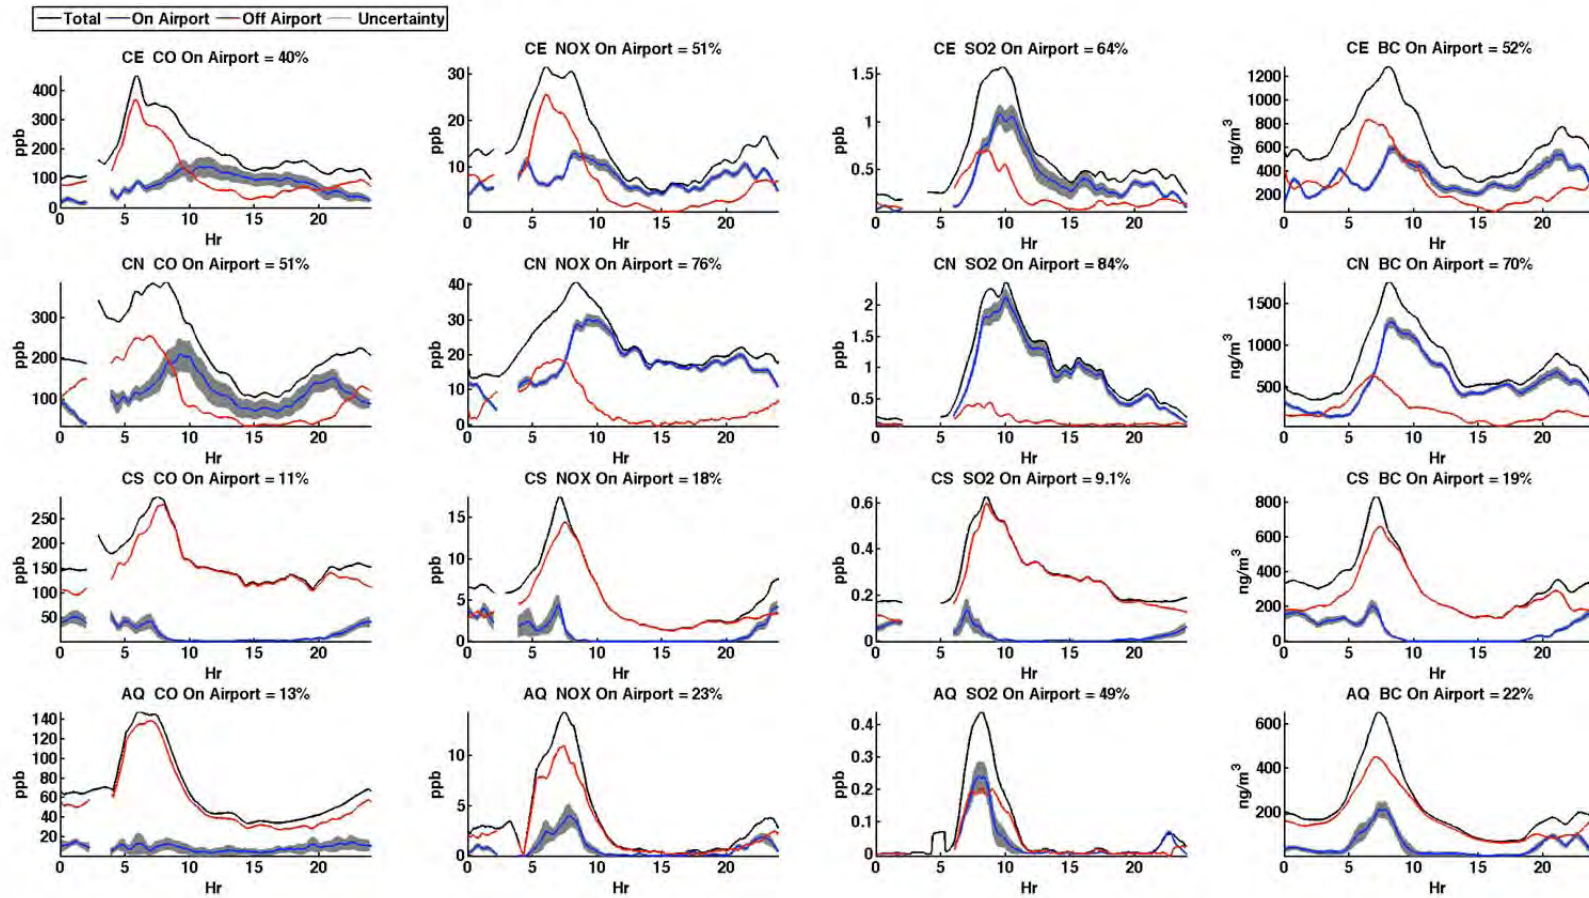 Total On Airport Off Airport Uncertainty
CE CO On Airport = 40%
CE NOX On Airport = 51%
CE SO2 On Airport = 64%
CE BC On Airport = 52%
400
300
200
100
0
ppb
0 5 10 15 20
Hr
30
20
10
ppb
0 5 10 15 20
Hr
1.5
1
0.5
ppb
0 5 10 15 20
Hr
1200
1000
800
600
400
200
ng/m³
0 5 10 15 20
Hr
CN CO On Airport = 51%
CN NOX On Airport = 76%
CN SO2 On Airport = 84%
CN BC On Airport = 70%
300
200
100
ppb
0 5 10 15 20
Hr
40
30
20
10
0
ppb
0 5 10 15 20
Hr
2
1.5
1
0.5
ppb
0 5 10 15 20
Hr
1500
1000
500
ng/m³
0 5 10 15 20
Hr
CS CO On Airport = 11%
CS NOX On Airport = 18%
CS SO2 On Airport = 9.1%
CS BC On Airport = 19%
250
200
150
100
50
ppb
0 5 10 15 20
Hr
15
10
5
0
ppb
0 5 10 15 20
Hr
0.6
0.4
0.2
0
ppb
0 5 10 15 20
Hr
800
600
400
200
0
ng/m³
0 5 10 15 20
Hr
AQ CO On Airport = 13%
AQ NOX On Airport = 23%
AQ SO2 On Airport = 49%
AQ BC On Airport = 22%
140
120
100
80
60
40
20
ppb
0 5 10 15 20
Hr
10
5
0
ppb
0 5 10 15 20
Hr
0.4
0.3
0.2
0.1
0
ppb
0 5 10 15 20
Hr
600
400
200
ng/m³
0 5 10 15 20
Hr